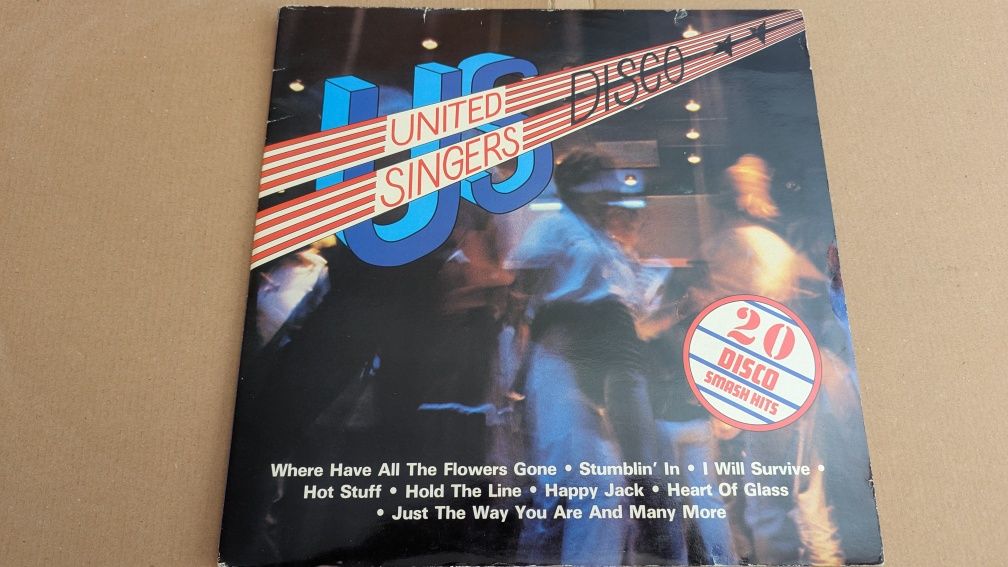 US
UNITED
SINGERS
DISCO
20
DISCO
SMASH HITS
Where Have All The Flowers Gone • Stumblin' In • I Will Survive •
Hot Stuff • Hold The Line • Happy Jack • Heart Of Glass
• Just The Way You Are And Many More